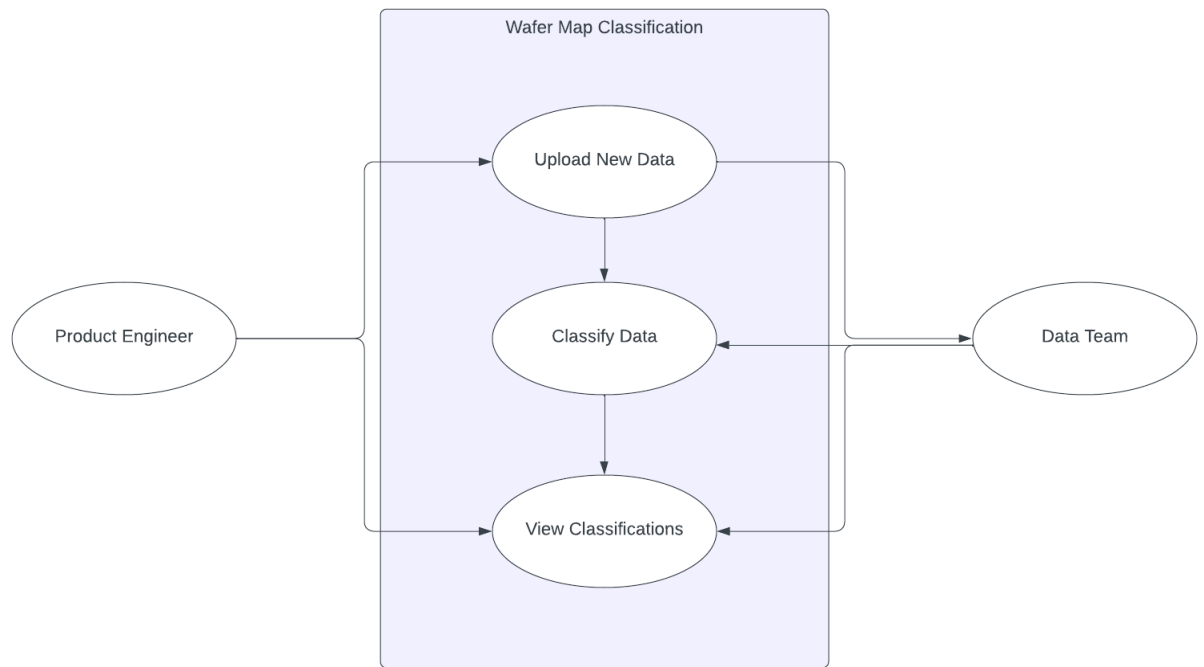 Wafer Map Classification
Upload New Data
Product Engineer
Classify Data
Data Team
View Classifications